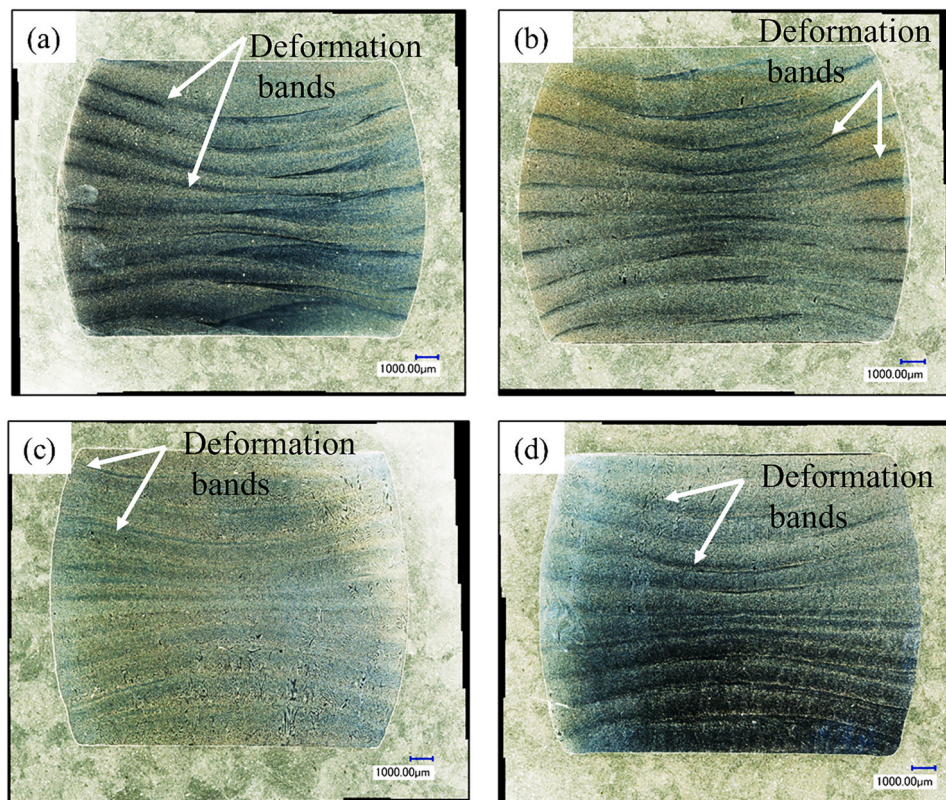 (a)
Deformation
bands
1000.00μm
(b)
Deformation
bands
1000.00μm
(c)
Deformation
bands
1000.00μm
(d)
Deformation
bands
1000.00μm